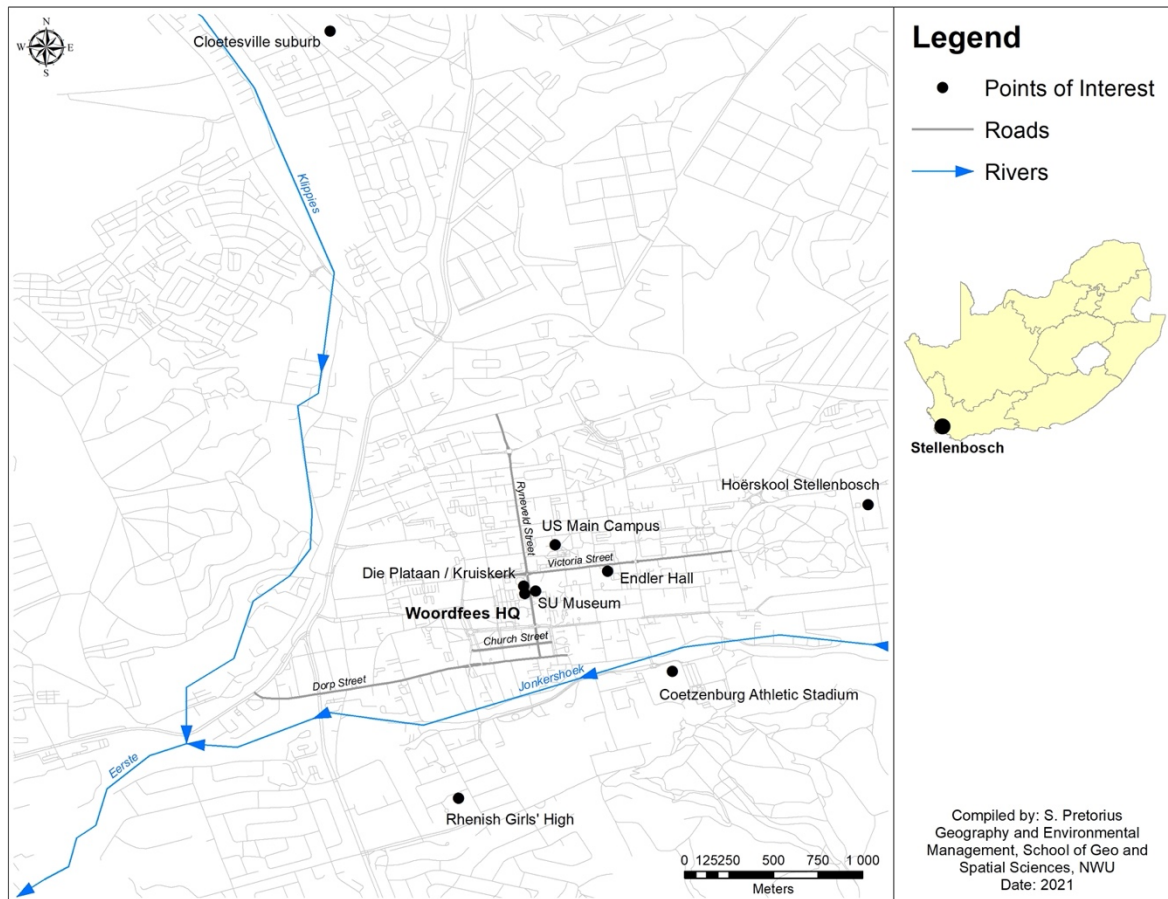 N
W E
S
Cloetesville suburb
Klippies
Ryneveld Street
Hoërskool Stellenbosch
US Main Campus
Victoria Street
Die Plataan / Kruiskerk
Endler Hall
SU Museum
Woordfees HQ
Church Street
Dorp Street
Jonkershoek
Coetzenburg Athletic Stadium
Eerste
Rhenish Girls' High
0 125250 500 750 1 000
Meters
Legend
Points of Interest
Roads
Rivers
Stellenbosch
Compiled by: S. Pretorius
Geography and Environmental
Management, School of Geo and
Spatial Sciences, NWU
Date: 2021